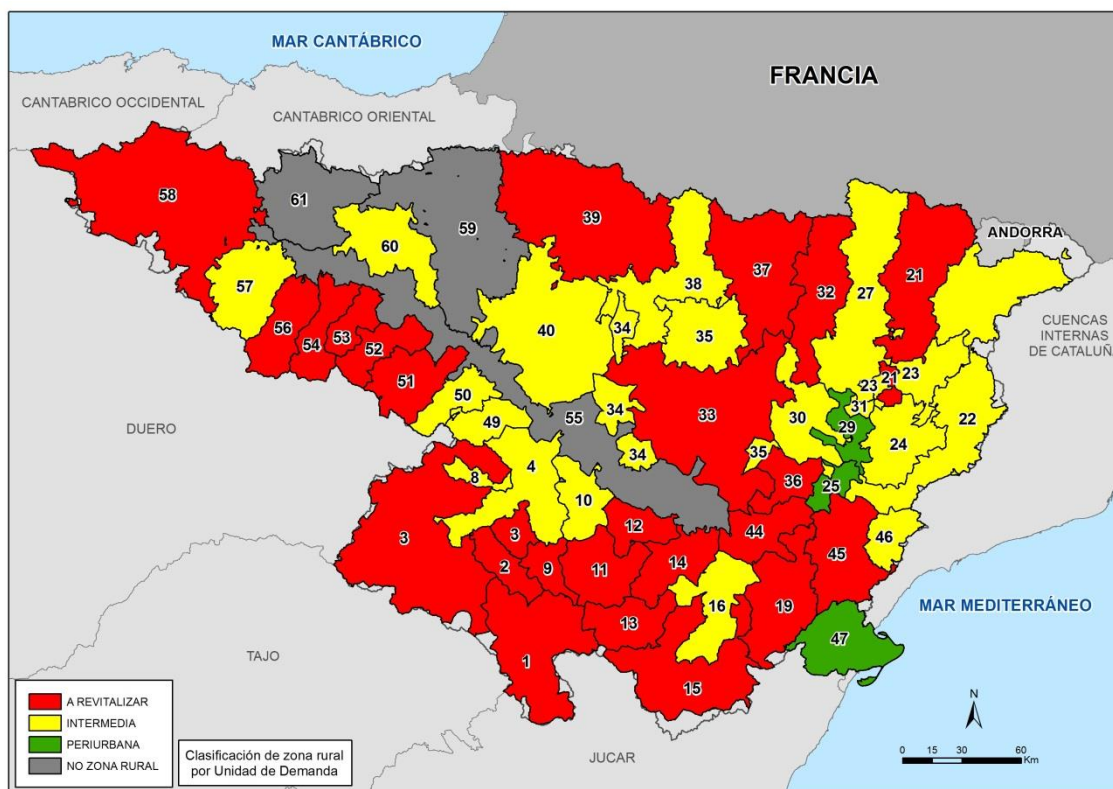 MAR CANTÁBRICO
FRANCIA
CANTABRICO OCCIDENTAL
CANTABRICO ORIENTAL
58
61
59
39
60
ANDORRA
57
38
37
32
27
21
CUENCAS
INTERNAS
DE CATALUÑ
56
54
53
52
40
34
35
51
23
21
23
50
31
22
34
33
30
29
DUERO
49
55
24
4
34
35
8
10
36
25
3
3
12
44
45
46
2
9
11
14
MAR MEDITERRÁNEO
16
19
13
47
TAJO
1
15
A REVITALIZAR
INTERMEDIA
PERIURBANA
NO ZONA RURAL
Clasificación de zona rural
por Unidad de Demanda
JUCAR
N
0 15 30 60
Km